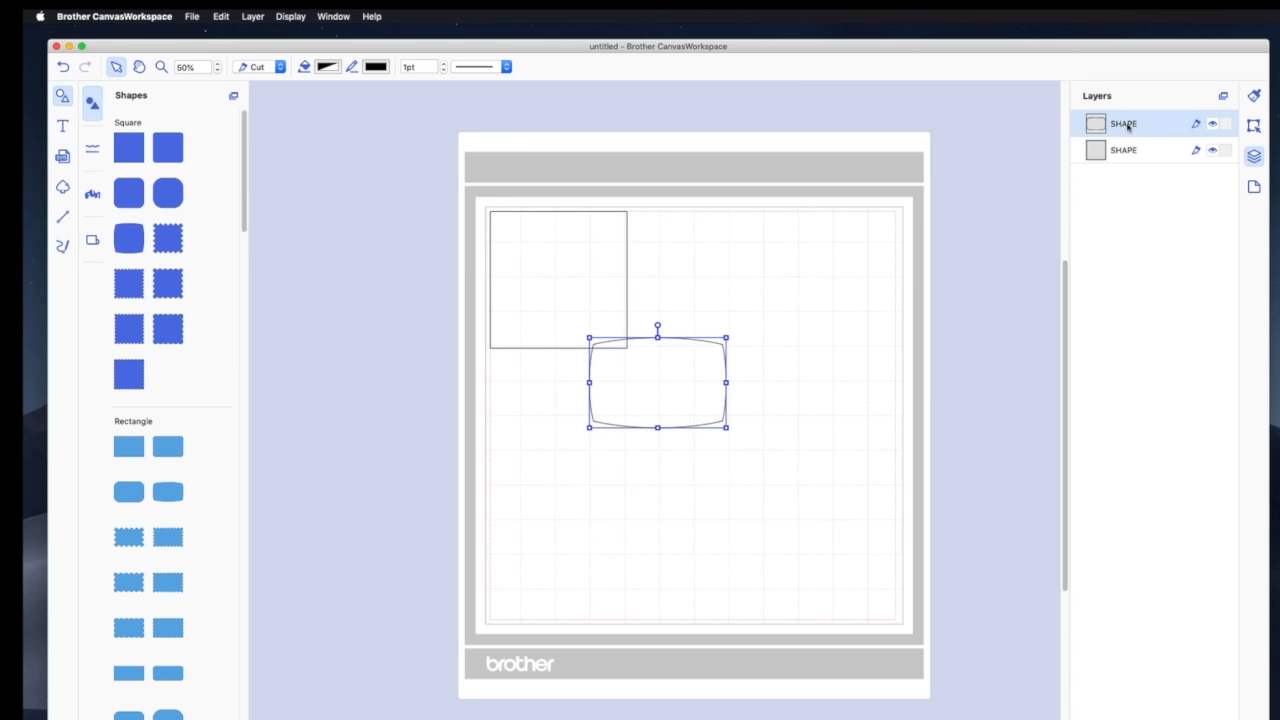 Brother CanvasWorkspace File Edit Layer Display Window Help
untitled - Brother CanvasWorkspace
50% Cut 1pt
Shapes
Square
Rectangle
Layers
SHAPE
SHAPE
brother